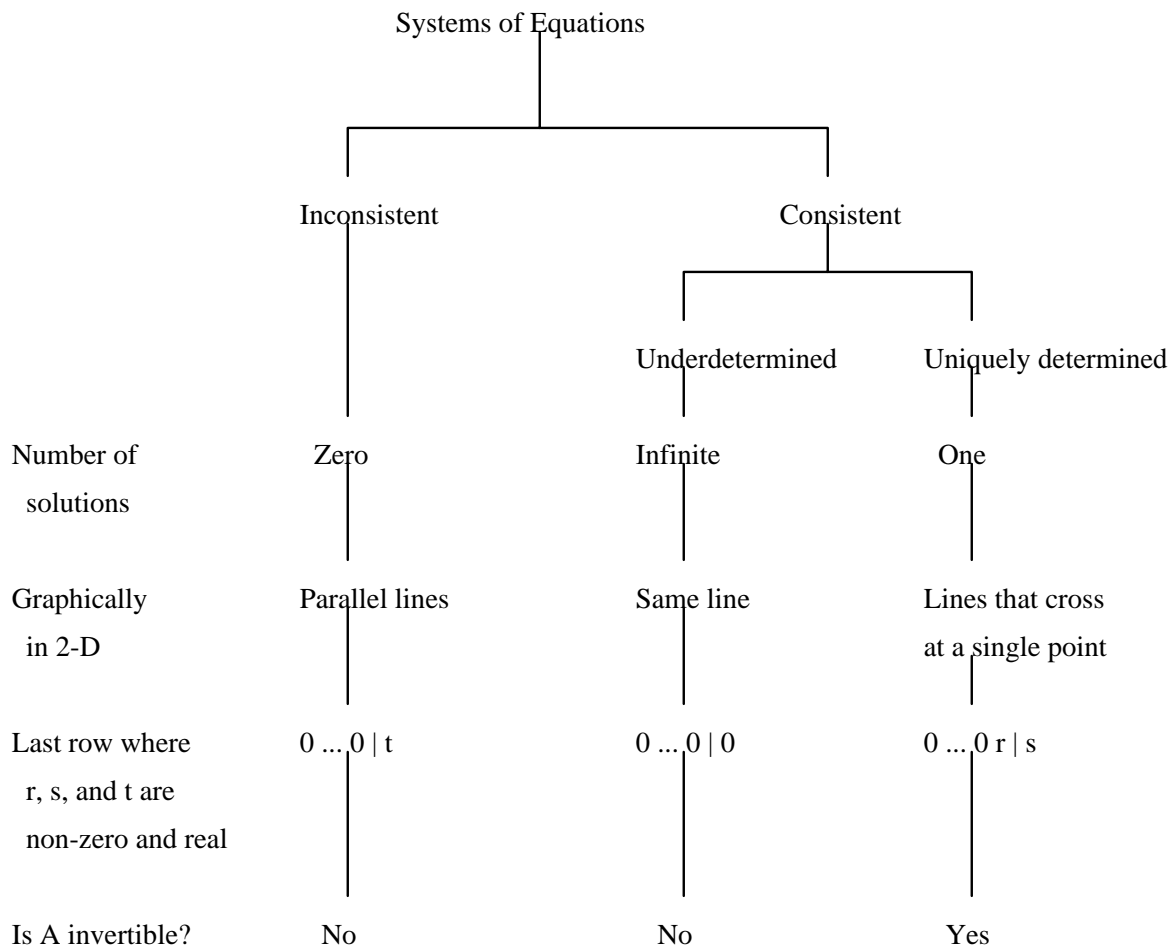 Systems of Equations
Inconsistent Consistent
Underdetermined Uniquely determined
Number of Zero Infinite One
solutions
Graphically Parallel lines Same line Lines that cross
in 2-D at a single point
Last row where 0 ... 0 | t 0 ... 0 | 0 0 ... 0 r | s
r, s, and t are
non-zero and real
Is A invertible? No No Yes